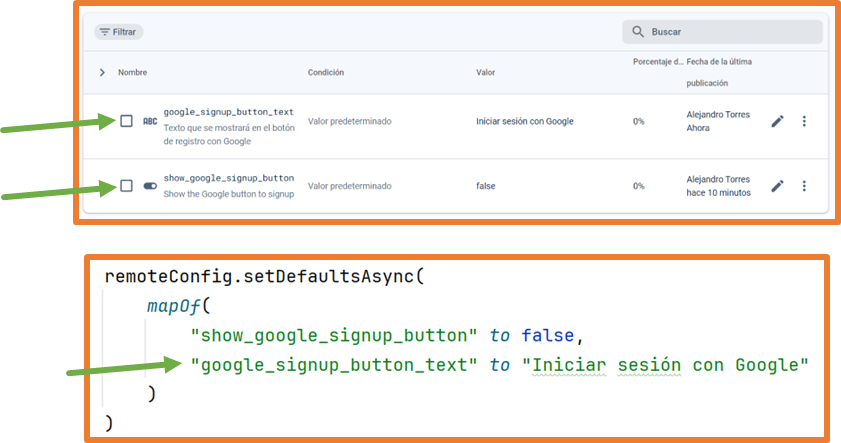 Filtrar
Buscar
Nombre
Condición
Valor
Porcentaje d...
Fecha de la última
publicación
ABC
google_signup_button_text
Texto que se mostrará en el botón
de registro con Google
Valor predeterminado
Iniciar sesión con Google
0%
Alejandro Torres
Ahora
show_google_signup_button
Show the Google button to signup
Valor predeterminado
false
0%
Alejandro Torres
hace 10 minutos
remoteConfig.setDefaultsAsync(
mapOf(
"show_google_signup_button" to false,
"google_signup_button_text" to "Iniciar sesión con Google"
)
)